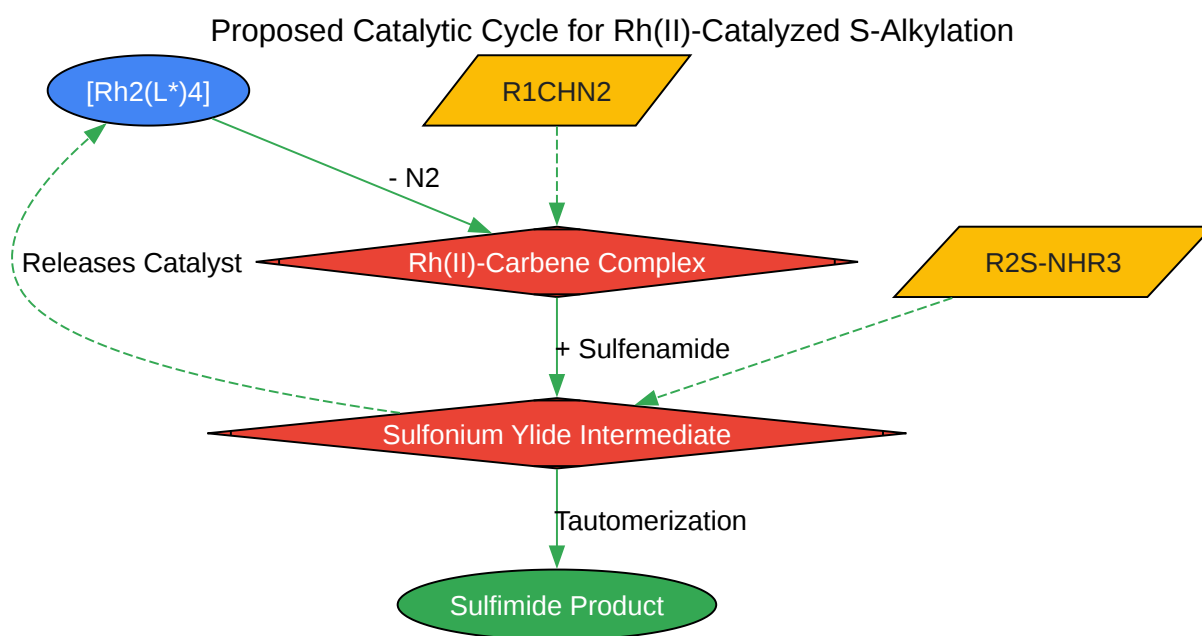 Proposed Catalytic Cycle for Rh(II)-Catalyzed S-Alkylation
[Rh2(L*)4]
R1CHN2
- N2
Releases Catalyst
Rh(II)-Carbene Complex
R2S-NHR3
+ Sulfenamide
Sulfonium Ylide Intermediate
Tautomerization
Sulfimide Product